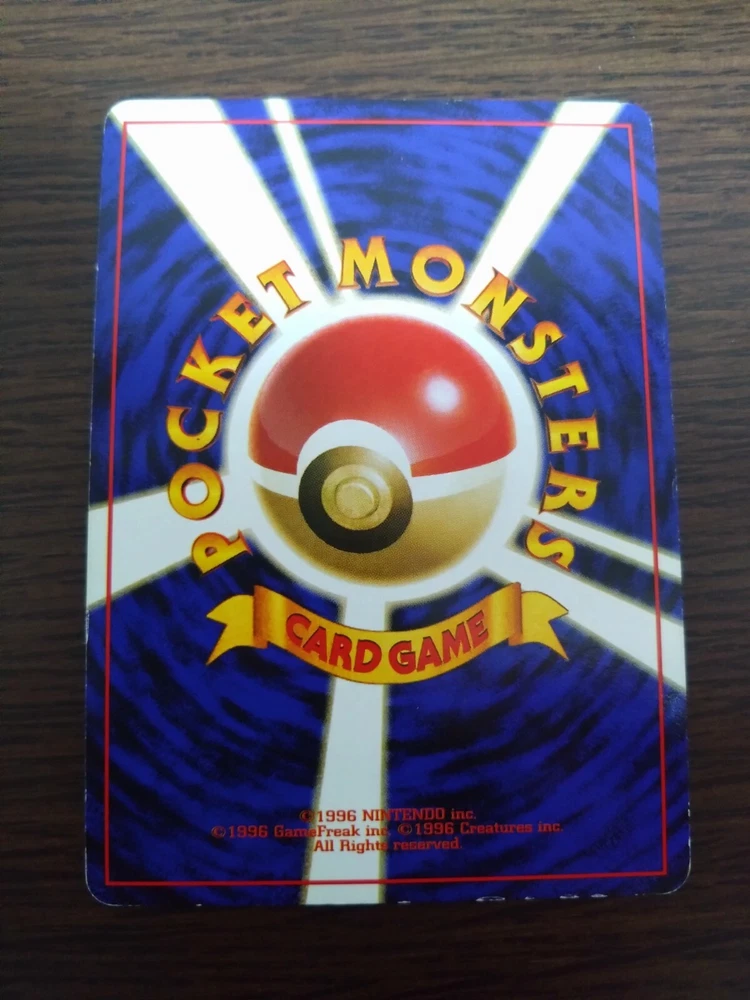 POCKET MONSTERS
CARD GAME
©1996 NINTENDO inc.
©1996 GameFreak inc. ©1996 Creatures inc.
All Rights reserved.